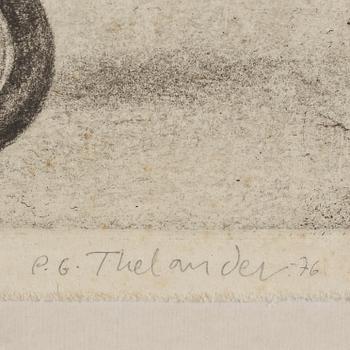 P.G. Thelander -76